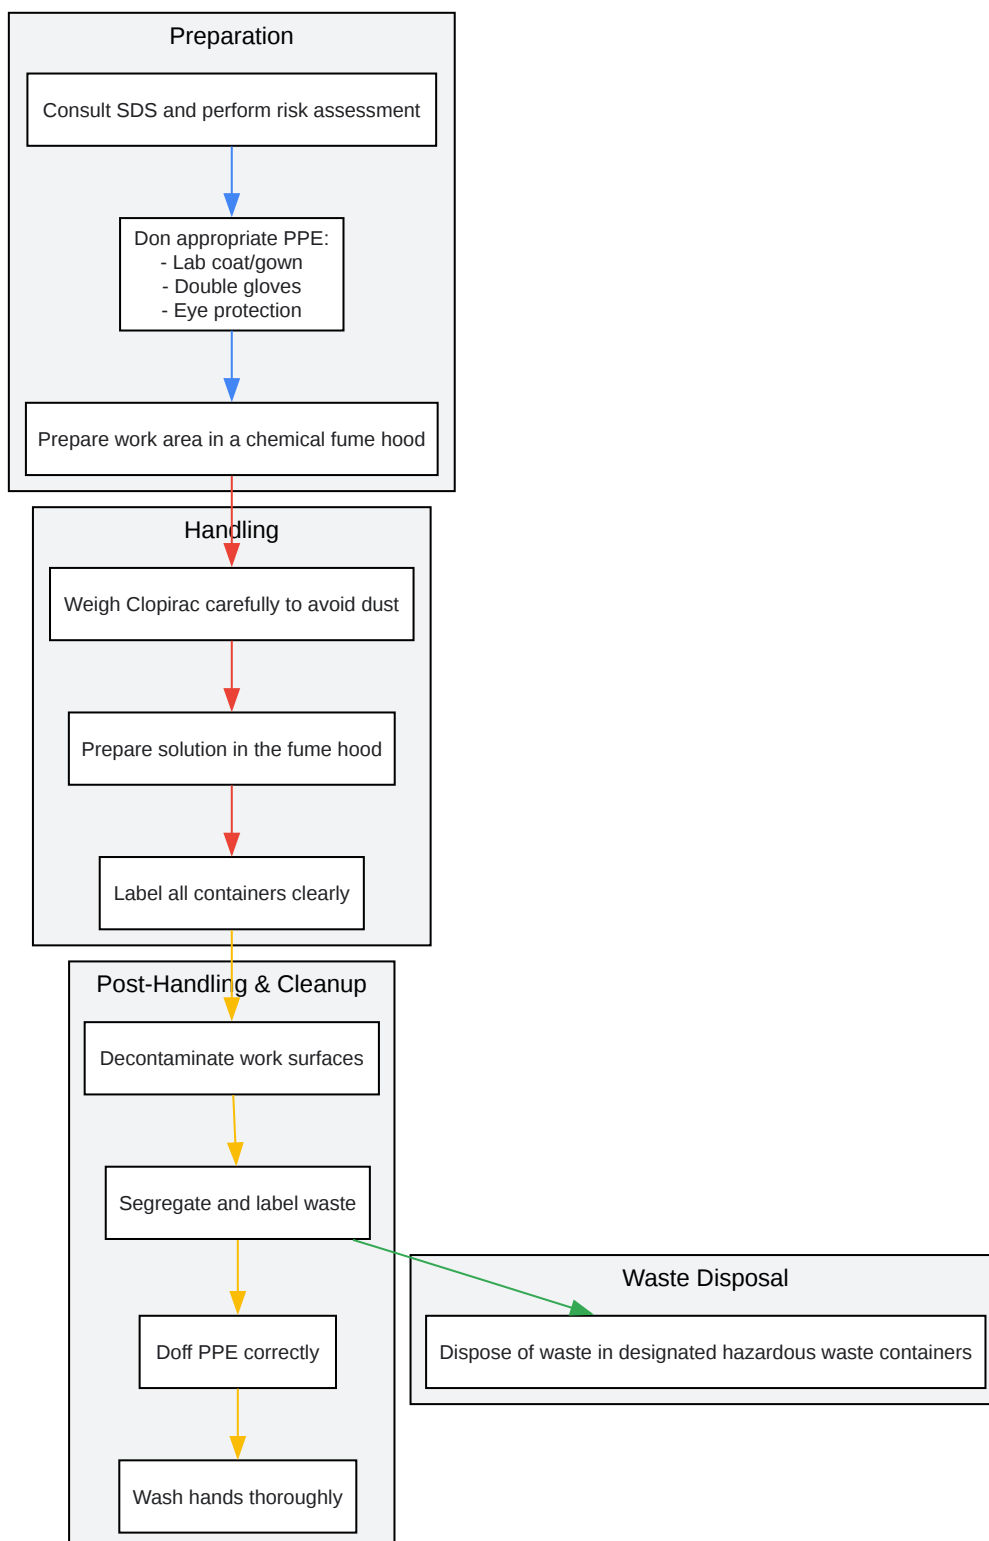 Preparation
Consult SDS and perform risk assessment
Don appropriate PPE:
- Lab coat/gown
- Double gloves
- Eye protection
Prepare work area in a chemical fume hood
Handling
Weigh Clopirac carefully to avoid dust
Prepare solution in the fume hood
Label all containers clearly
Post-Handling & Cleanup
Decontaminate work surfaces
Segregate and label waste
Waste Disposal
Dispose of waste in designated hazardous waste containers
Doff PPE correctly
Wash hands thoroughly